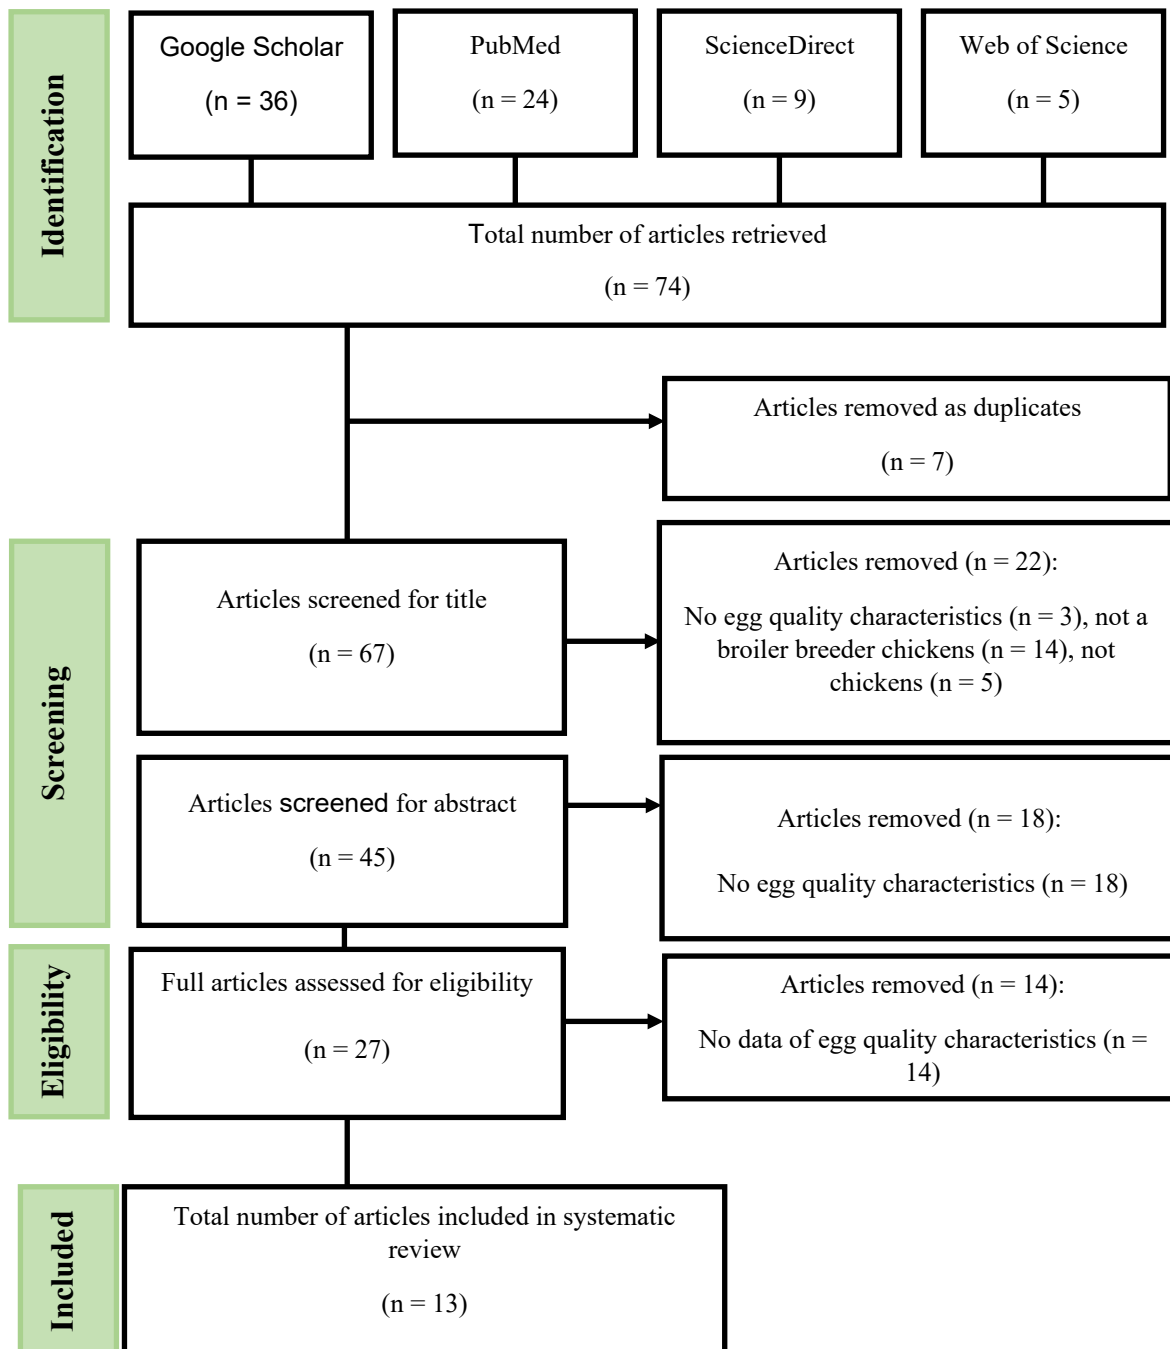 Identification
Google Scholar
(n = 36)
PubMed
(n = 24)
ScienceDirect
(n = 9)
Web of Science
(n = 5)
Total number of articles retrieved
(n = 74)
Articles removed as duplicates
(n = 7)
Screening
Articles screened for title
(n = 67)
Articles removed (n = 22):
No egg quality characteristics (n = 3), not a
broiler breeder chickens (n = 14), not
chickens (n = 5)
Articles screened for abstract
(n = 45)
Articles removed (n = 18):
No egg quality characteristics (n = 18)
Eligibility
Full articles assessed for eligibility
(n = 27)
Articles removed (n = 14):
No data of egg quality characteristics (n =
14)
Included
Total number of articles included in systematic
review
(n = 13)